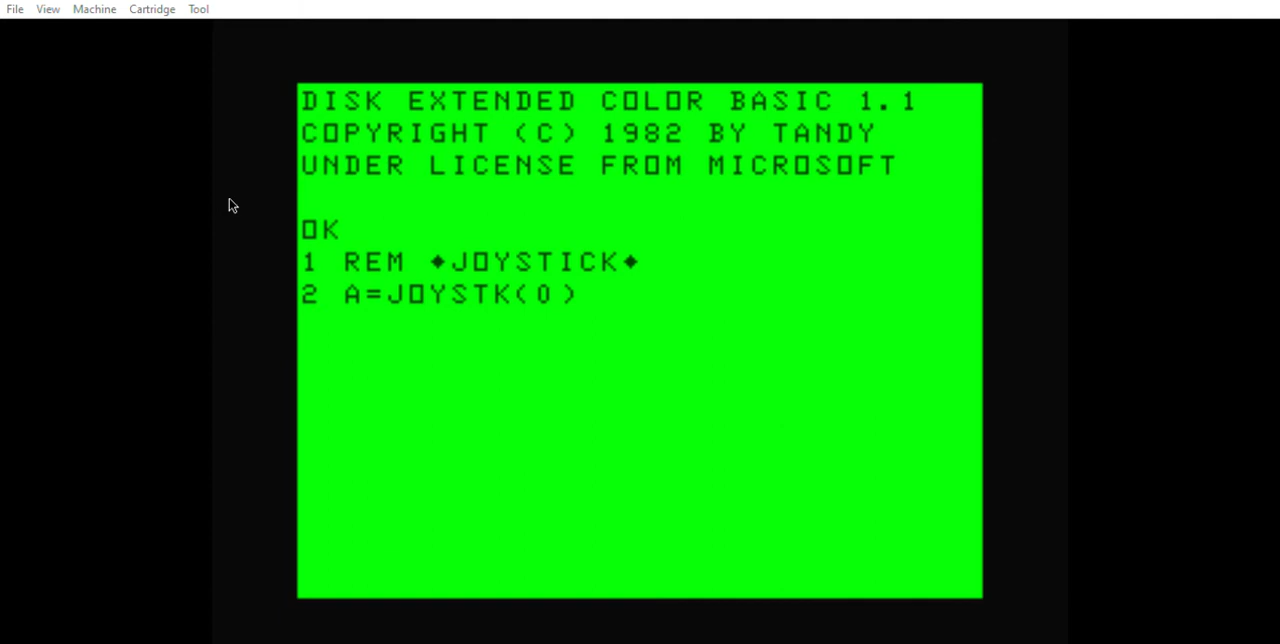 File View Machine Cartridge Tool
DISK EXTENDED COLOR BASIC 1.1
COPYRIGHT (C) 1982 BY TANDY
UNDER LICENSE FROM MICROSOFT
OK
1 REM *JOYSTICK*
2 A=JOYSTK(0)